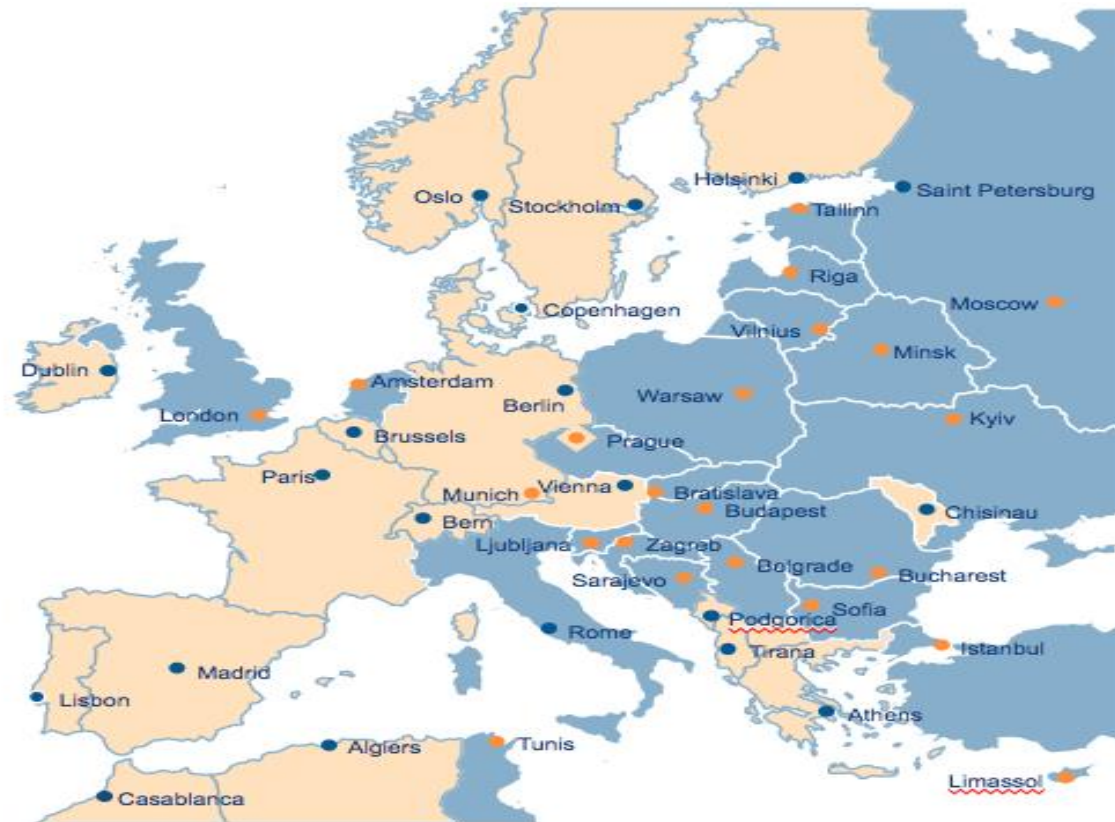 Helsinki
Oslo
Stockholm
Saint Petersburg
Tallinn
Riga
Moscow
Copenhagen
Vilnius
Minsk
Dublin
Amsterdam
London
Berlin
Warsaw
Kyiv
Brussels
Prague
Paris
Munich
Vienna
Bratislava
Budapest
Chisinau
Bern
Ljubljana
Zagreb
Sarajevo
Belgrade
Bucharest
Sofia
Podgorica
Rome
Tirana
Istanbul
Madrid
Lisbon
Athens
Algiers
Tunis
Limassol
Casablanca